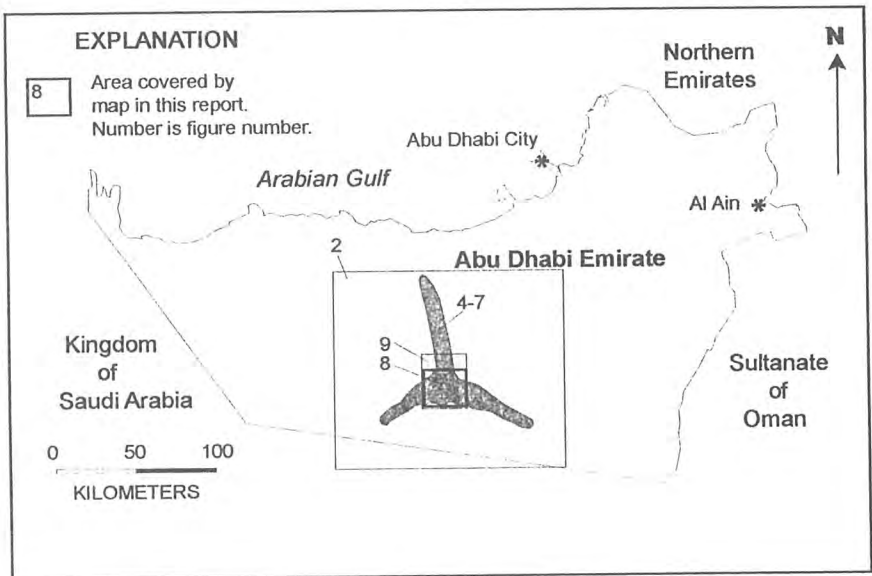 EXPLANATION
8
Area covered by
map in this report.
Number is figure number.
Northern
Emirates
N
Abu Dhabi City
Arabian Gulf
Al Ain
Abu Dhabi Emirate
2
4-7
9
8
Kingdom
of
Saudi Arabia
Sultanate
of
Oman
0 50 100
KILOMETERS